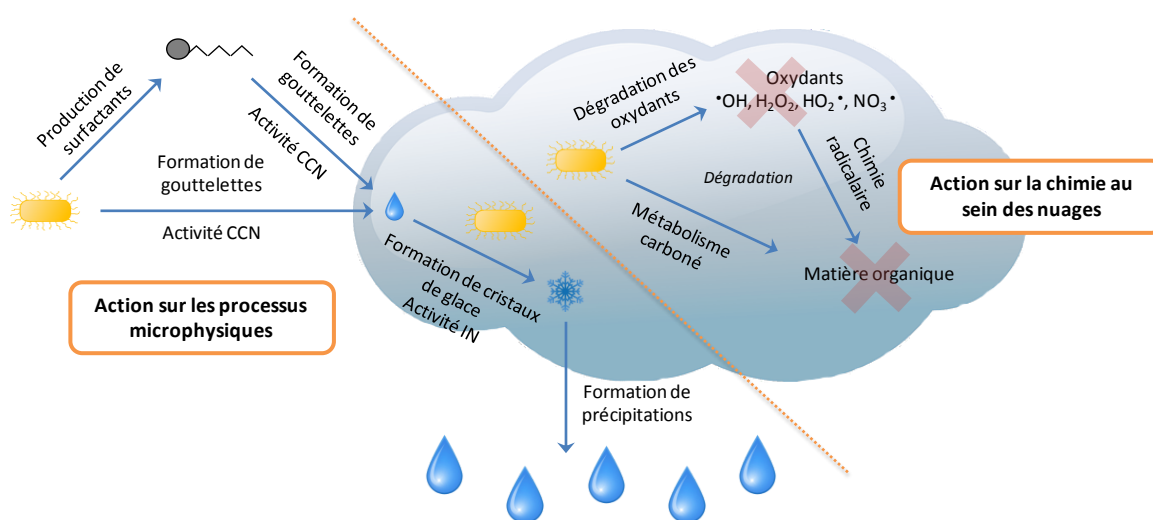 Production de
surfactants
Formation de
gouttelettes
Activité CCN
Formation de
gouttelettes
Activité CCN
Action sur les processus
microphysiques
Formation de cristaux
de glace
Activité IN
Formation de
précipitations
Dégradation des
oxydants
Oxydants
•OH, H₂O₂, HO₂•, NO₃•
Chimie
radicalaire
Dégradation
Métabolisme
carboné
Matière organique
Action sur la chimie au
sein des nuages